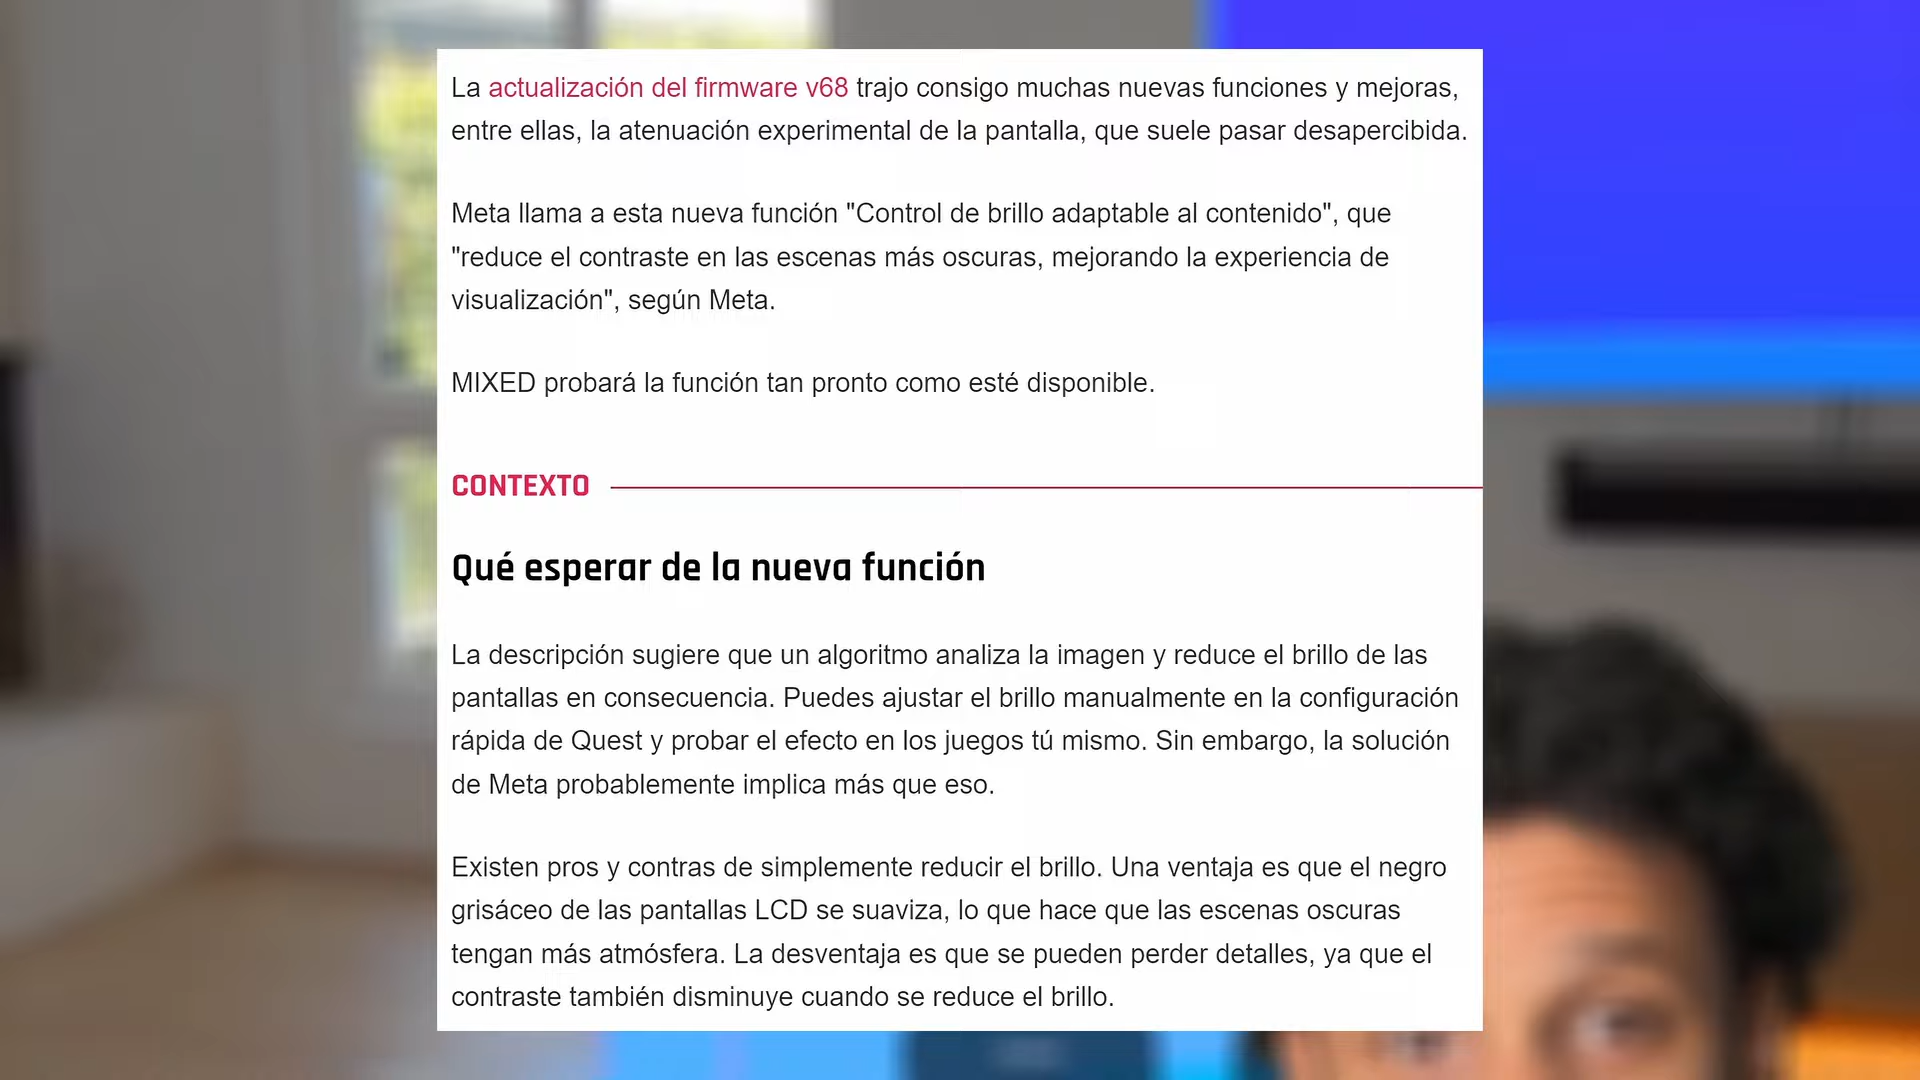 La actualización del firmware v68 trajo consigo muchas nuevas funciones y mejoras,
entre ellas, la atenuación experimental de la pantalla, que suele pasar desapercibida.
Meta llama a esta nueva función "Control de brillo adaptable al contenido", que
"reduce el contraste en las escenas más oscuras, mejorando la experiencia de
visualización", según Meta.
MIXED probará la función tan pronto como esté disponible.
CONTEXTO
Qué esperar de la nueva función
La descripción sugiere que un algoritmo analiza la imagen y reduce el brillo de las
pantallas en consecuencia. Puedes ajustar el brillo manualmente en la configuración
rápida de Quest y probar el efecto en los juegos tú mismo. Sin embargo, la solución
de Meta probablemente implica más que eso.
Existen pros y contras de simplemente reducir el brillo. Una ventaja es que el negro
grisáceo de las pantallas LCD se suaviza, lo que hace que las escenas oscuras
tengan más atmósfera. La desventaja es que se pueden perder detalles, ya que el
contraste también disminuye cuando se reduce el brillo.